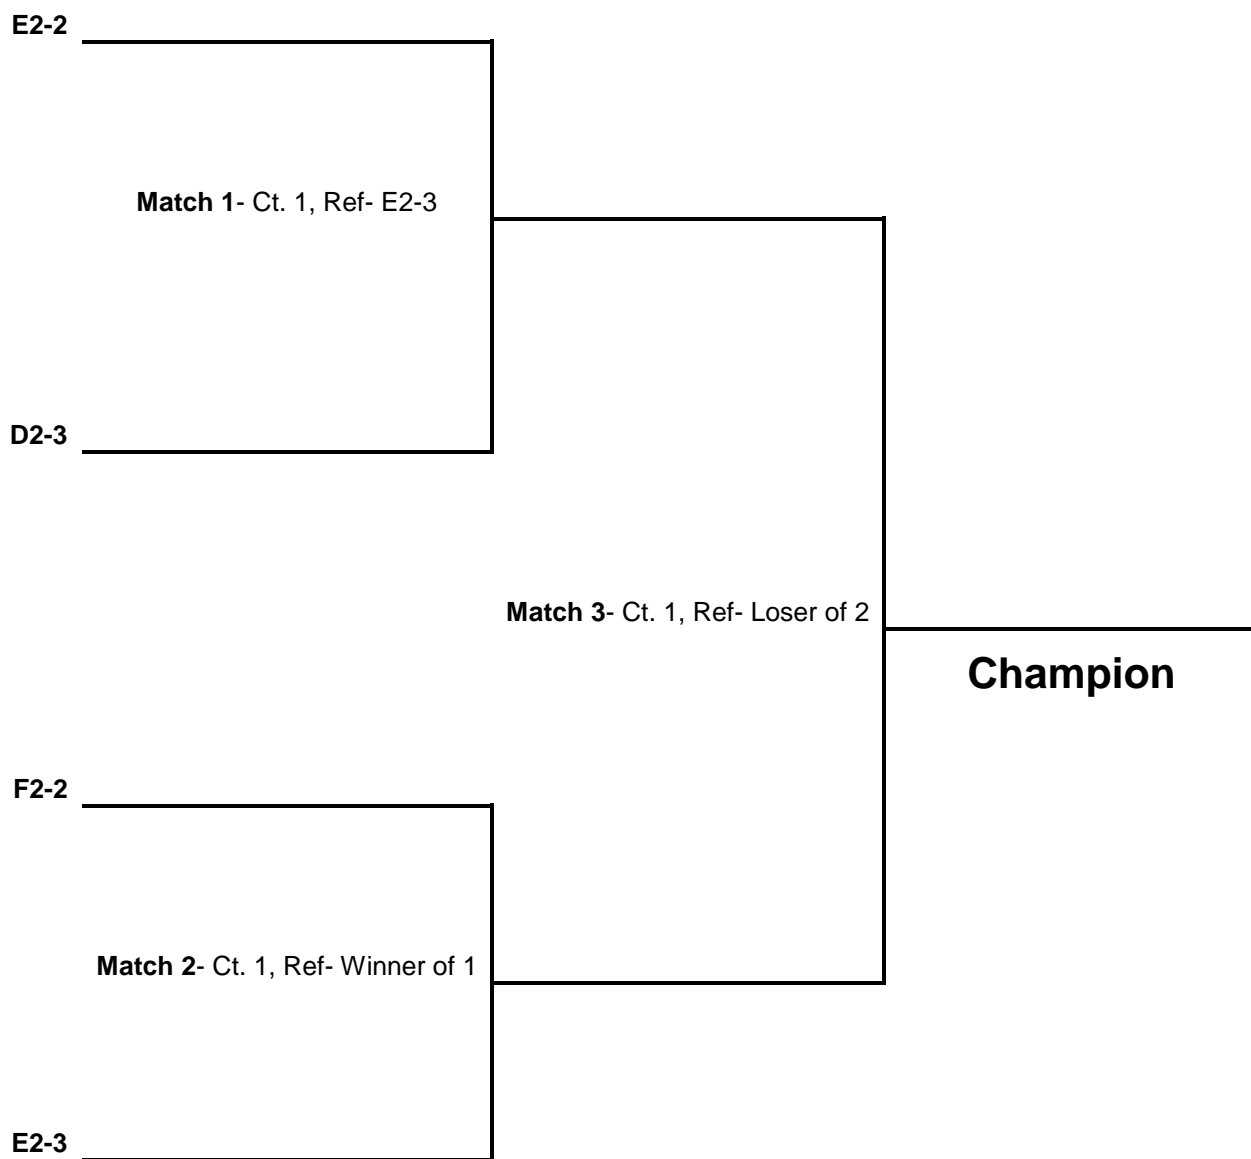 E2-2
Match 1- Ct. 1, Ref- E2-3
D2-3
Match 3- Ct. 1, Ref- Loser of 2
Champion
F2-2
Match 2- Ct. 1, Ref- Winner of 1
E2-3